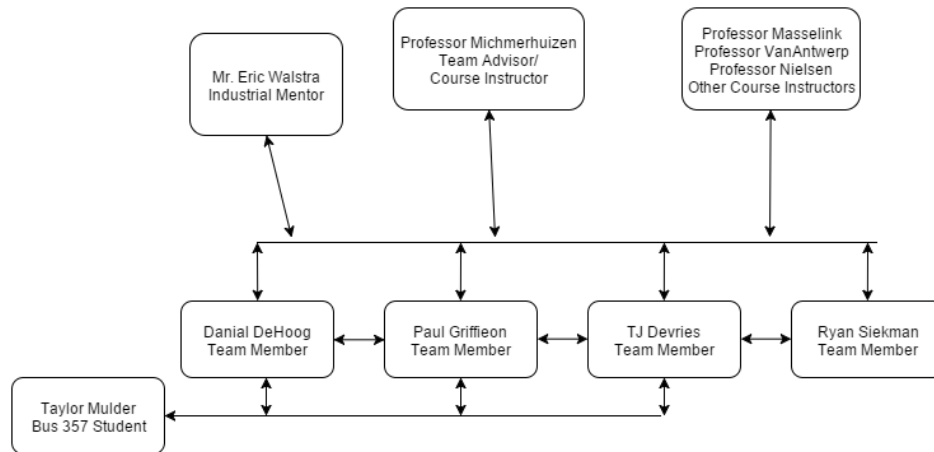 Mr. Eric Walstra
Industrial Mentor
Professor Michmerhuizen
Team Advisor/
Course Instructor
Professor Masselink
Professor VanAntwerp
Professor Nielsen
Other Course Instructors
Danial DeHoog
Team Member
Paul Griffieon
Team Member
TJ Devries
Team Member
Ryan Siekman
Team Member
Taylor Mulder
Bus 357 Student